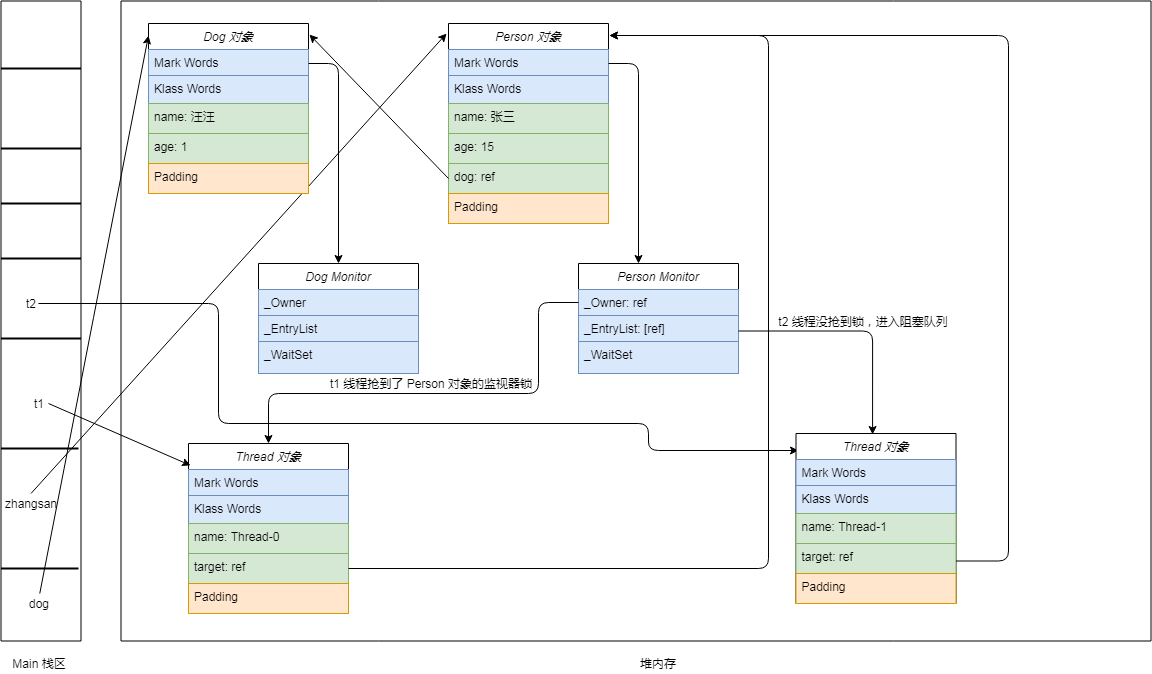 t2
t1
zhangsan
dog
Main 栈区
Dog 对象
Mark Words
Klass Words
name: 汪汪
age: 1
Padding
Person 对象
Mark Words
Klass Words
name: 张三
age: 15
dog: ref
Padding
Dog Monitor
_Owner
_EntryList
_WaitSet
Person Monitor
_Owner: ref
_EntryList: [ref]
_WaitSet
t2 线程没抢到锁，进入阻塞队列
t1 线程抢到了 Person 对象的监视器锁
Thread 对象
Mark Words
Klass Words
name: Thread-0
target: ref
Padding
Thread 对象
Mark Words
Klass Words
name: Thread-1
target: ref
Padding
堆内存